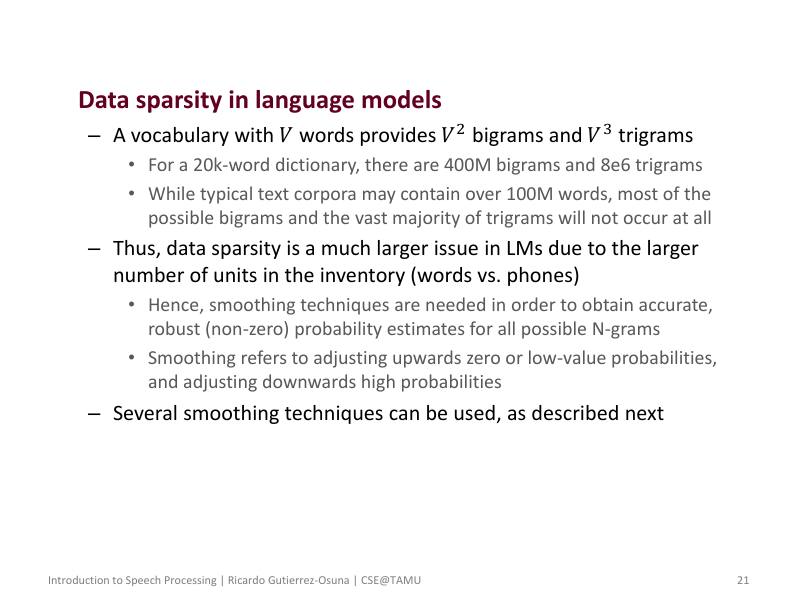 Data sparsity in language models
– A vocabulary with V words provides V² bigrams and V³ trigrams
• For a 20k-word dictionary, there are 400M bigrams and 8e6 trigrams
• While typical text corpora may contain over 100M words, most of the
possible bigrams and the vast majority of trigrams will not occur at all
– Thus, data sparsity is a much larger issue in LMs due to the larger
number of units in the inventory (words vs. phones)
• Hence, smoothing techniques are needed in order to obtain accurate,
robust (non-zero) probability estimates for all possible N-grams
• Smoothing refers to adjusting upwards zero or low-value probabilities,
and adjusting downwards high probabilities
– Several smoothing techniques can be used, as described next
Introduction to Speech Processing | Ricardo Gutierrez-Osuna | CSE@TAMU 21